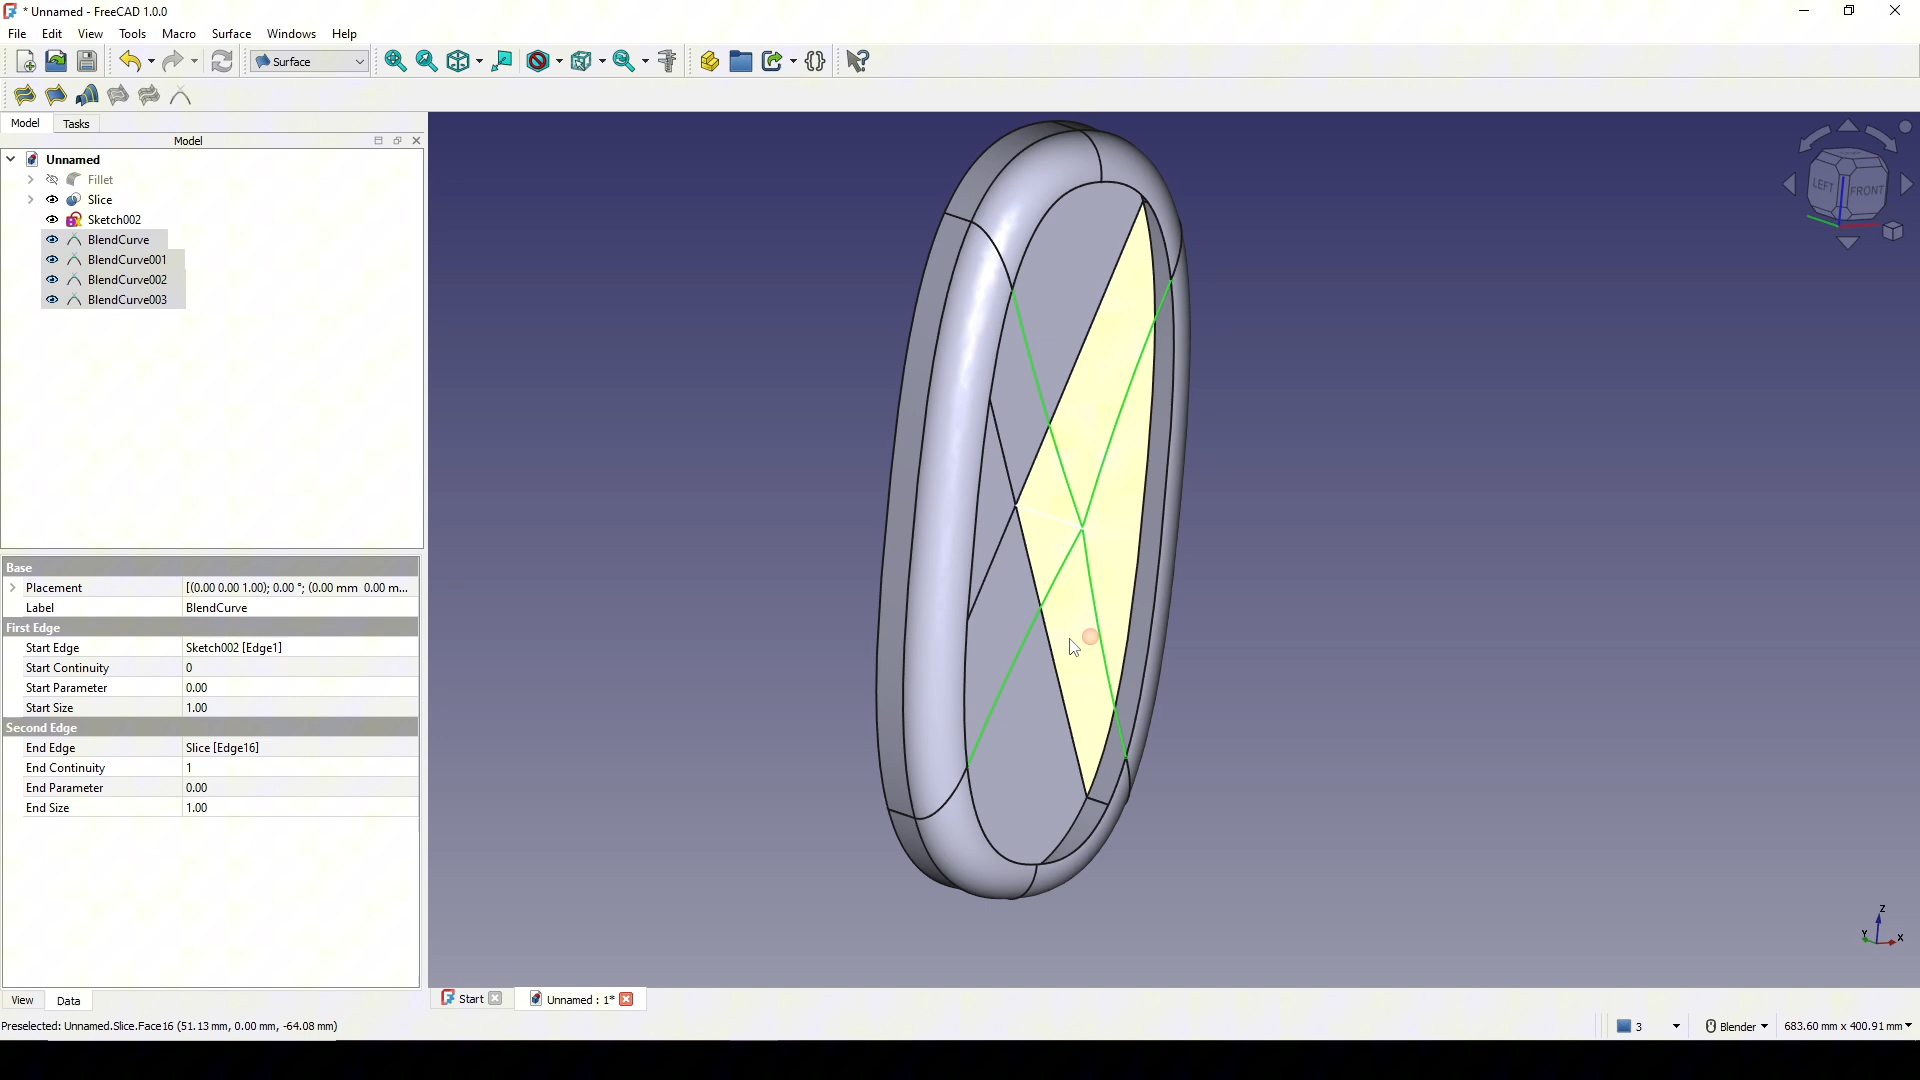 * Unnamed - FreeCAD 1.0.0
File Edit View Tools Macro Surface Windows Help
Surface
Model Tasks
Model
Unnamed
Fillet
Slice
Sketch002
BlendCurve
BlendCurve001
BlendCurve002
BlendCurve003
LEFT FRONT
Base
Placement [(0.00 0.00 1.00); 0.00 °; (0.00 mm 0.00 m...
Label BlendCurve
First Edge
Start Edge Sketch002 [Edge1]
Start Continuity 0
Start Parameter 0.00
Start Size 1.00
Second Edge
End Edge Slice [Edge16]
End Continuity 1
End Parameter 0.00
End Size 1.00
Z
Y X
View Data
Start Unnamed : 1*
Preselected: Unnamed.Slice.Face16 (51.13 mm, 0.00 mm, -64.08 mm)
3 Blender 683.60 mm x 400.91 mm